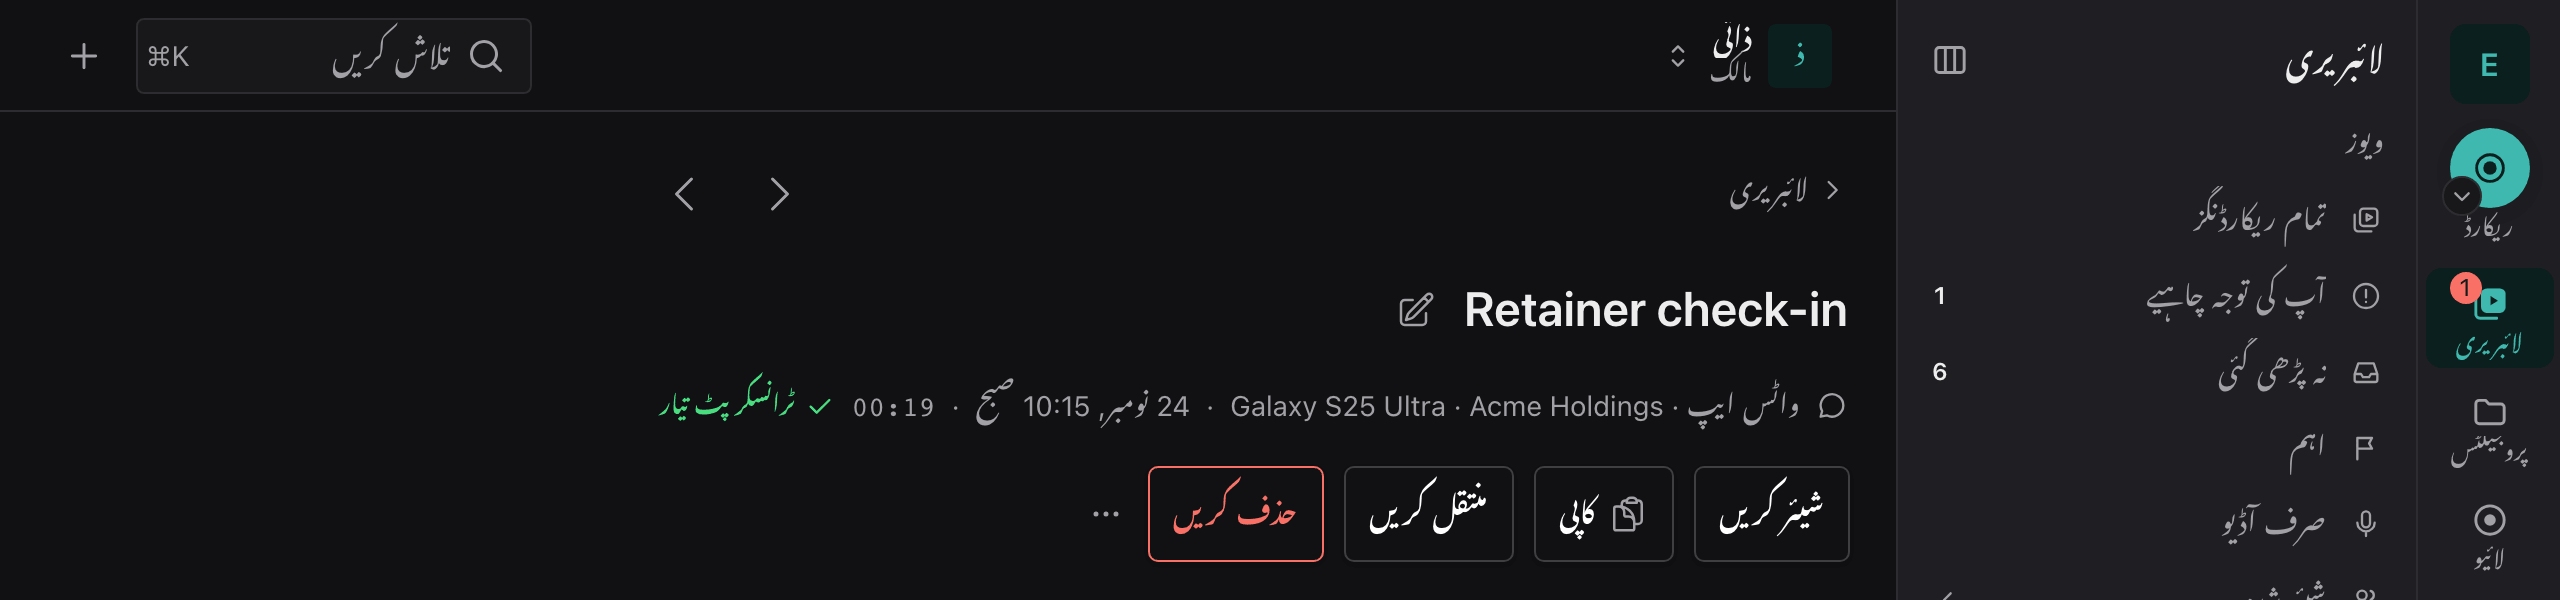 E
ریکارڈ
1
لائبریری
پروجیکٹس
لائیو
لائبریری
ویوز
تمام ریکارڈنگز
آپ کی توجہ چاہیے
1
نہ پڑھی گئی
6
اہم
صرف آڈیو
ذ
ذاتی
مالک
تلاش کریں
⌘K
لائبریری
Retainer check-in
واٹس ایپ · Galaxy S25 Ultra · Acme Holdings · 24 نومبر, 10:15 صبح · 00:19 ٹرانسکرپٹ تیار
شیئر کریں
کاپی
منتقل کریں
حذف کریں